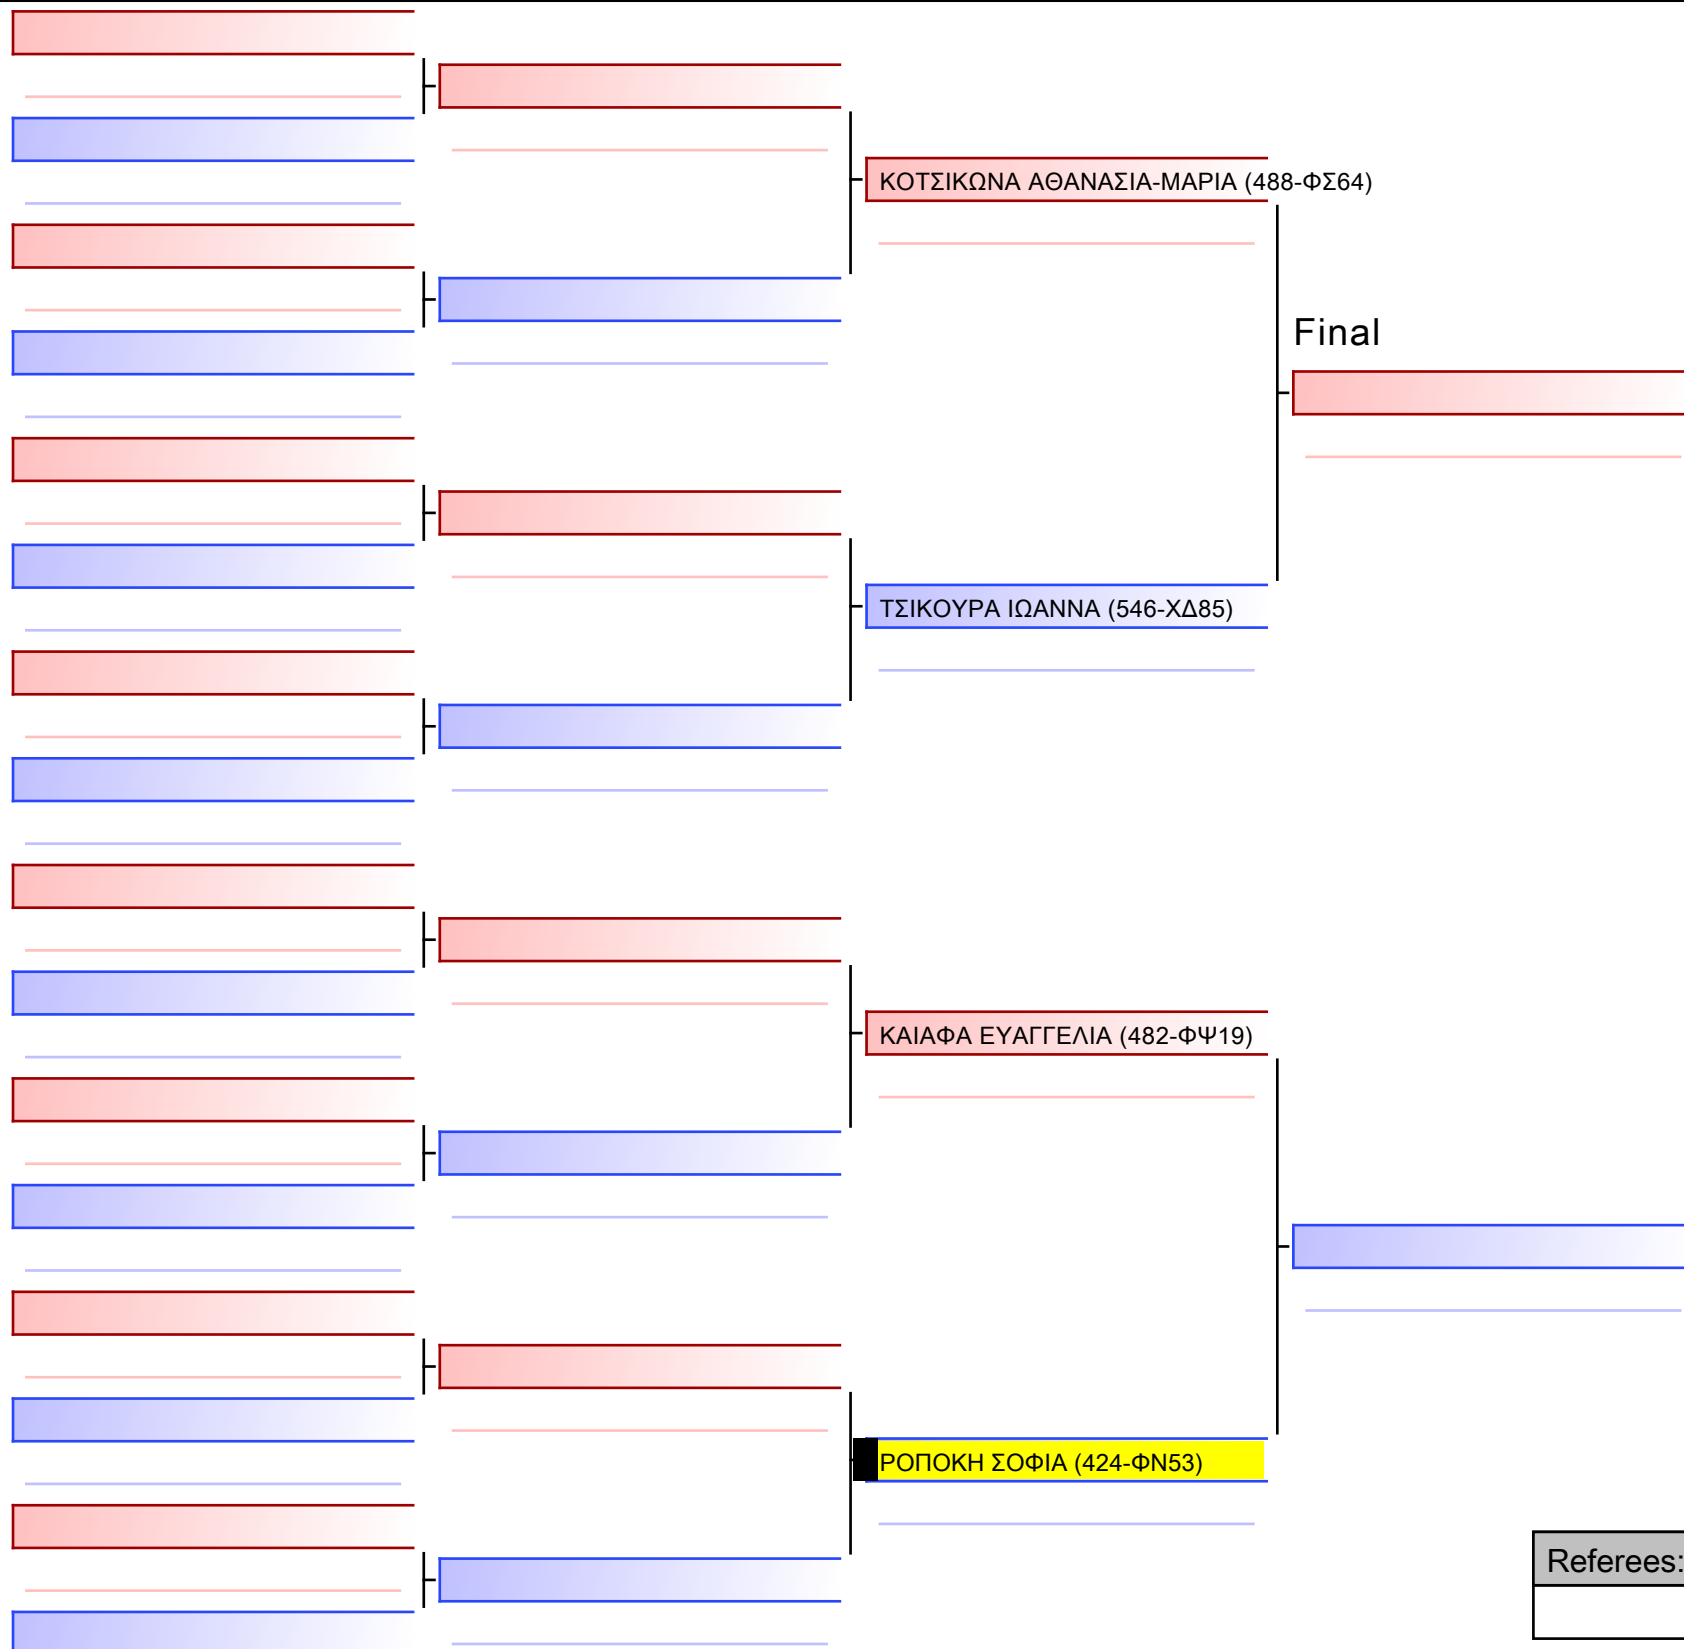 ΚΟΤΣΙΚΩΝΑ ΑΘΑΝΑΣΙΑ-ΜΑΡΙΑ (488-ΦΣ64)
Final
ΤΣΙΚΟΥΡΑ ΙΩΑΝΝΑ (546-ΧΔ85)
ΚΑΙΑΦΑ ΕΥΑΓΓΕΛΙΑ (482-ΦΨ19)
ΡΟΠΟΚΗ ΣΟΦΙΑ (424-ΦΝ53)
Referees: